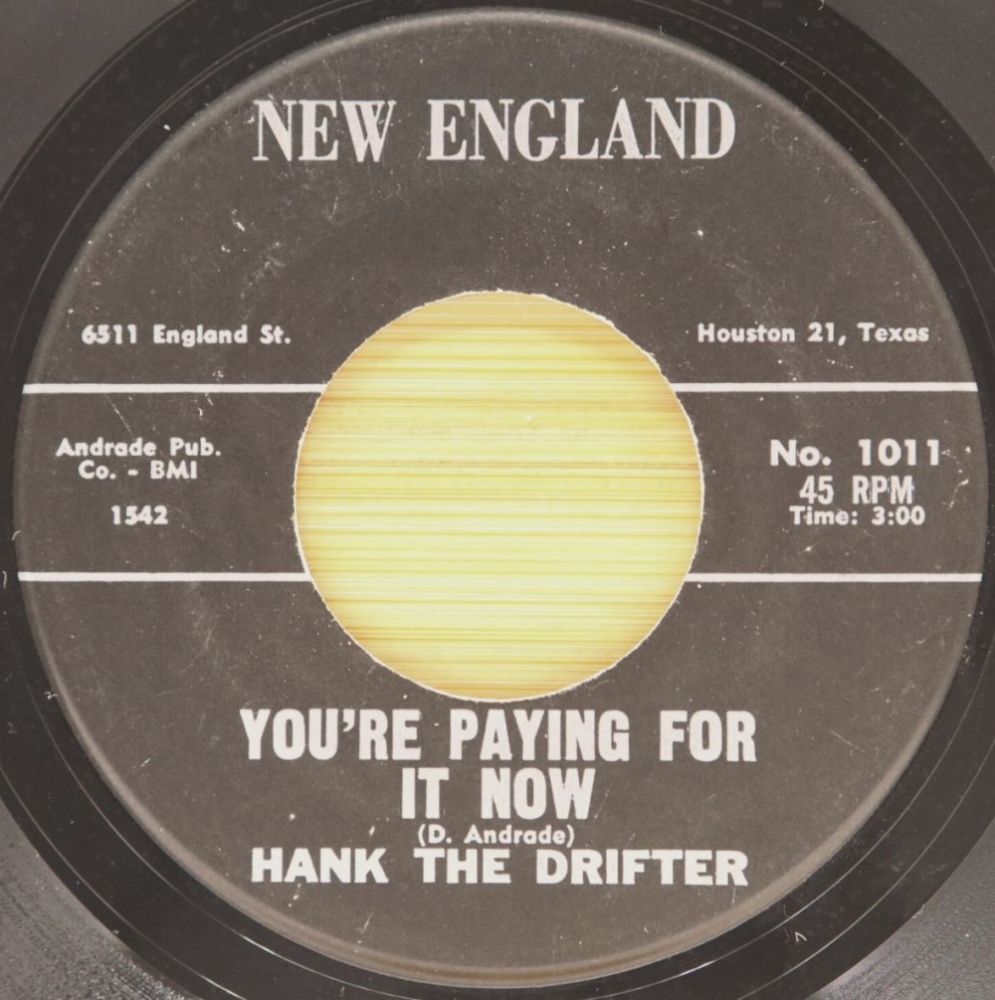 NEW ENGLAND
6511 England St.
Houston 21, Texas
Andrade Pub.
Co. - BMI
1542
No. 1011
45 RPM
Time: 3:00
YOU'RE PAYING FOR
IT NOW
(D. Andrade)
HANK THE DRIFTER